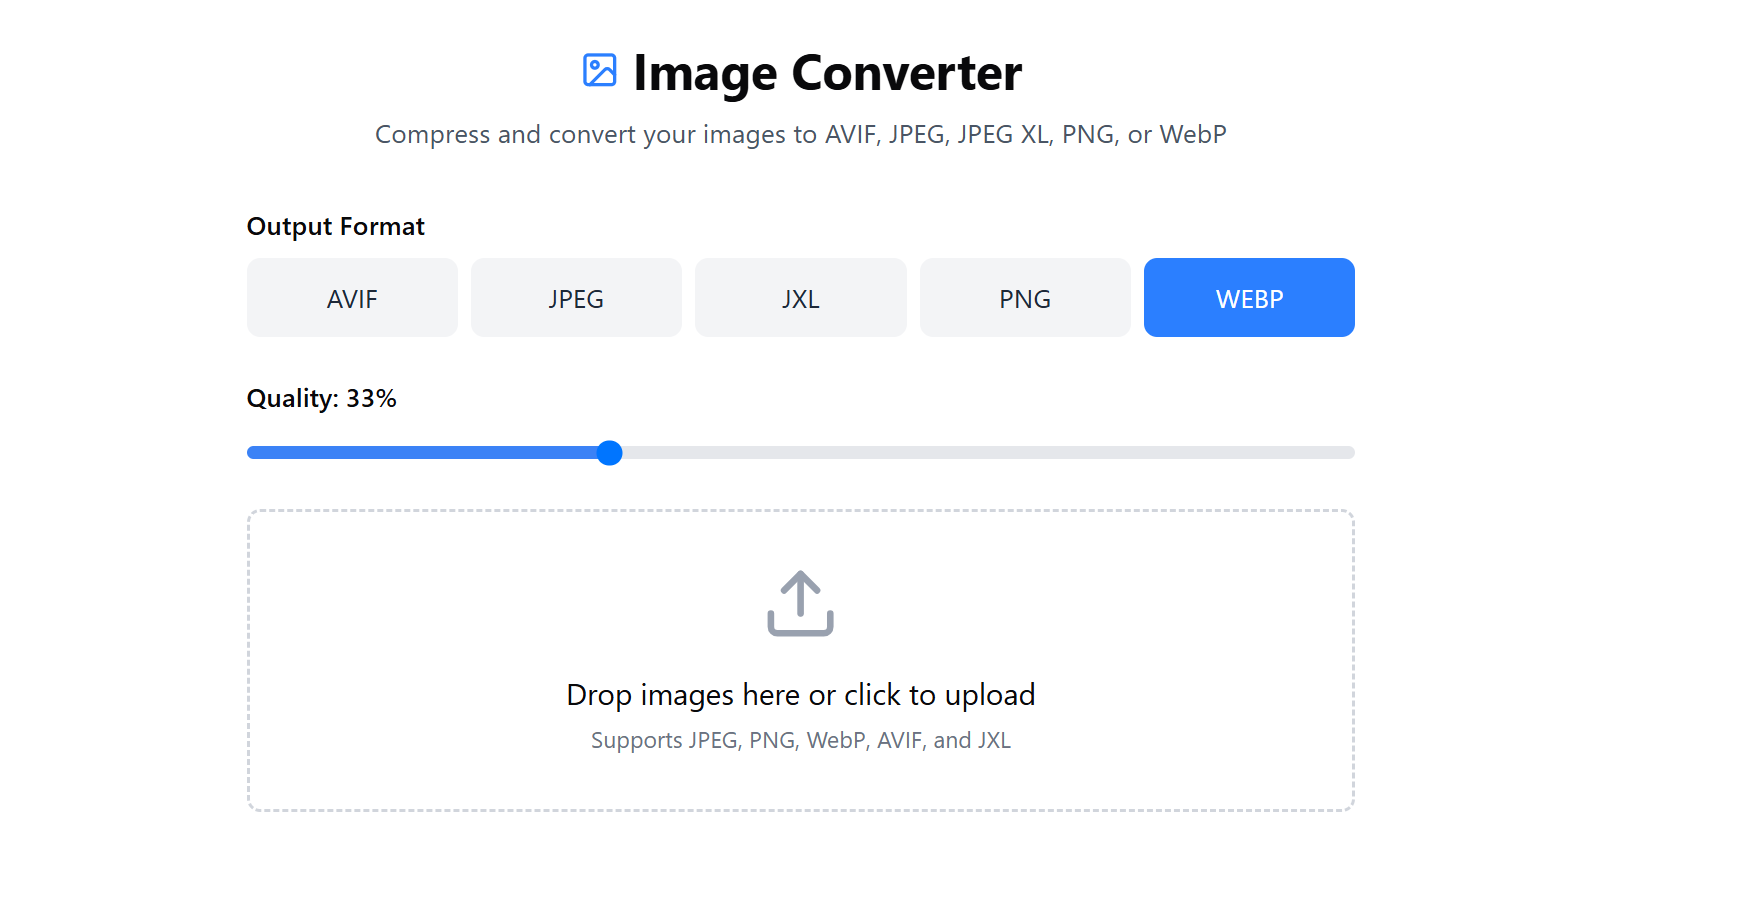 Image Converter
Compress and convert your images to AVIF, JPEG, JPEG XL, PNG, or WebP
Output Format
AVIF JPEG JXL PNG WEBP
Quality: 33%
Drop images here or click to upload
Supports JPEG, PNG, WebP, AVIF, and JXL